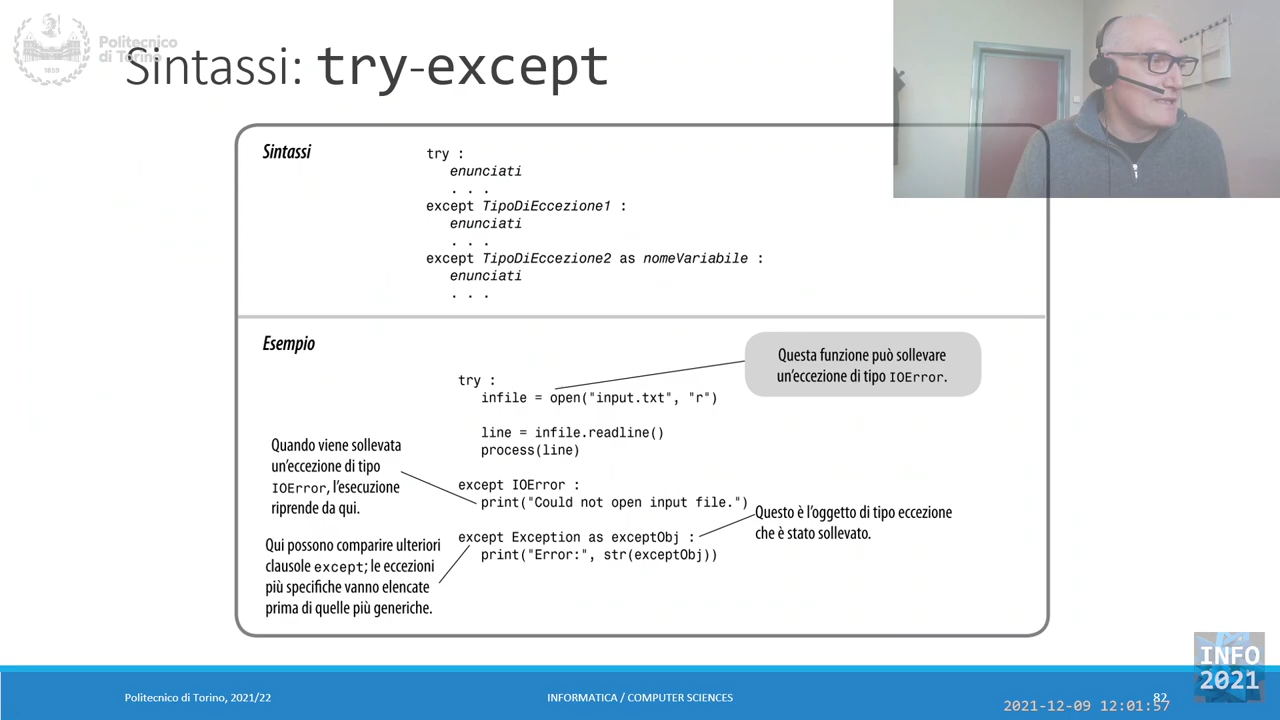 Politecnico
di Torino
1859
Sintassi: try-except
Sintassi
try :
enunciati
. . .
except TipoDiEccezione1 :
enunciati
. . .
except TipoDiEccezione2 as nomeVariabile :
enunciati
. . .
Esempio
Questa funzione può sollevare
un'eccezione di tipo IOError.
try :
infile = open("input.txt", "r")
line = infile.readline()
process(line)
Quando viene sollevata
un'eccezione di tipo
IOError, l'esecuzione
riprende da qui.
except IOError :
print("Could not open input file.")
Questo è l'oggetto di tipo eccezione
che è stato sollevato.
except Exception as exceptObj :
print("Error:", str(exceptObj))
Qui possono comparire ulteriori
clausole except; le eccezioni
più specifiche vanno elencate
prima di quelle più generiche.
INFO
2021
Politecnico di Torino, 2021/22
INFORMATICA / COMPUTER SCIENCES
82
2021-12-09 12:01:57